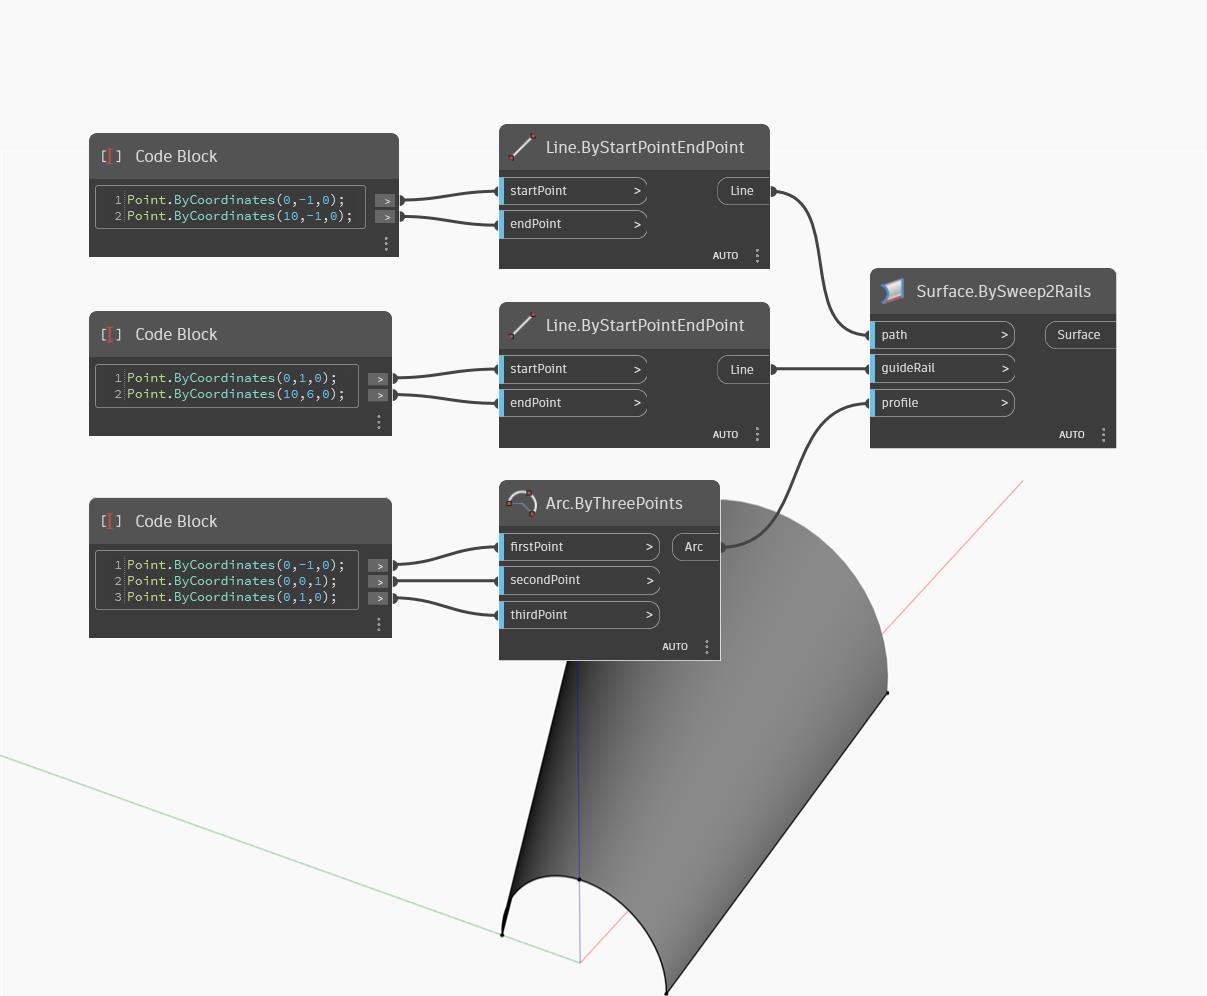 Code Block
1 Point.ByCoordinates(0,-1,0); >
2 Point.ByCoordinates(10,-1,0); >
Line.ByStartPointEndPoint
startPoint > Line
endPoint >
AUTO
Code Block
1 Point.ByCoordinates(0,1,0); >
2 Point.ByCoordinates(10,6,0); >
Line.ByStartPointEndPoint
startPoint > Line
endPoint >
AUTO
Code Block
1 Point.ByCoordinates(0,-1,0); >
2 Point.ByCoordinates(0,0,1); >
3 Point.ByCoordinates(0,1,0); >
Arc.ByThreePoints
firstPoint > Arc
secondPoint >
thirdPoint >
AUTO
Surface.BySweep2Rails
path > Surface
guideRail >
profile >
AUTO